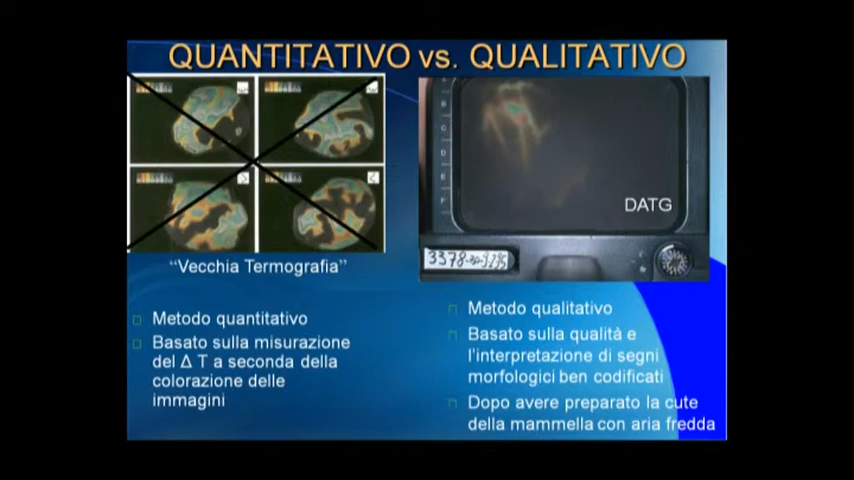 QUANTITATIVO vs. QUALITATIVO
"Vecchia Termografia"
Metodo quantitativo
Basato sulla misurazione
del Δ T a seconda della
colorazione delle
immagini
B
C
D
E
F
DATG
Metodo qualitativo
Basato sulla qualità e
l'interpretazione di segni
morfologici ben codificati
Dopo avere preparato la cute
della mammella con aria fredda